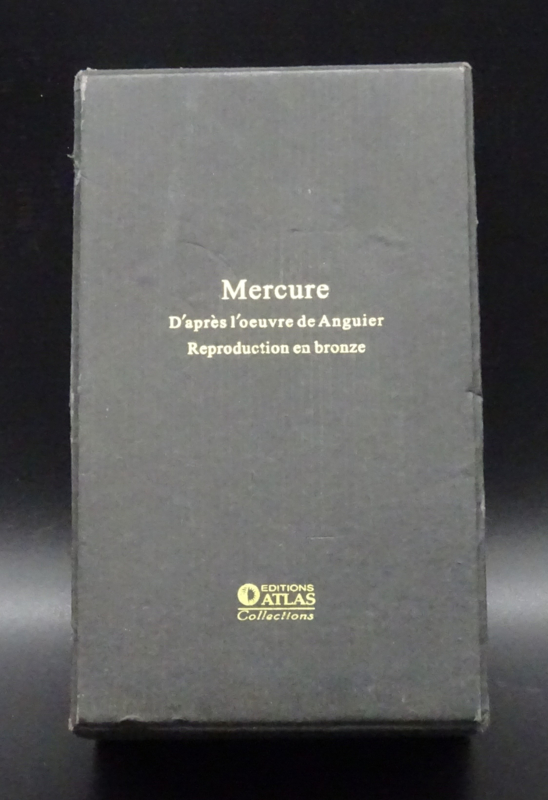 Mercure
D'après l'oeuvre de Anguier
Reproduction en bronze
EDITIONS
ATLAS
Collections